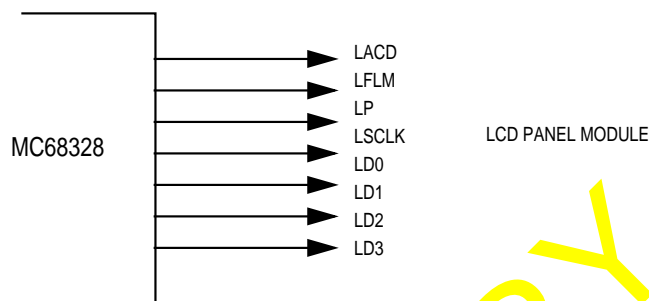 LACD
LFLM
LP
LSCLK
MC68328
LCD PANEL MODULE
LD0
LD1
LD2
LD3
Y